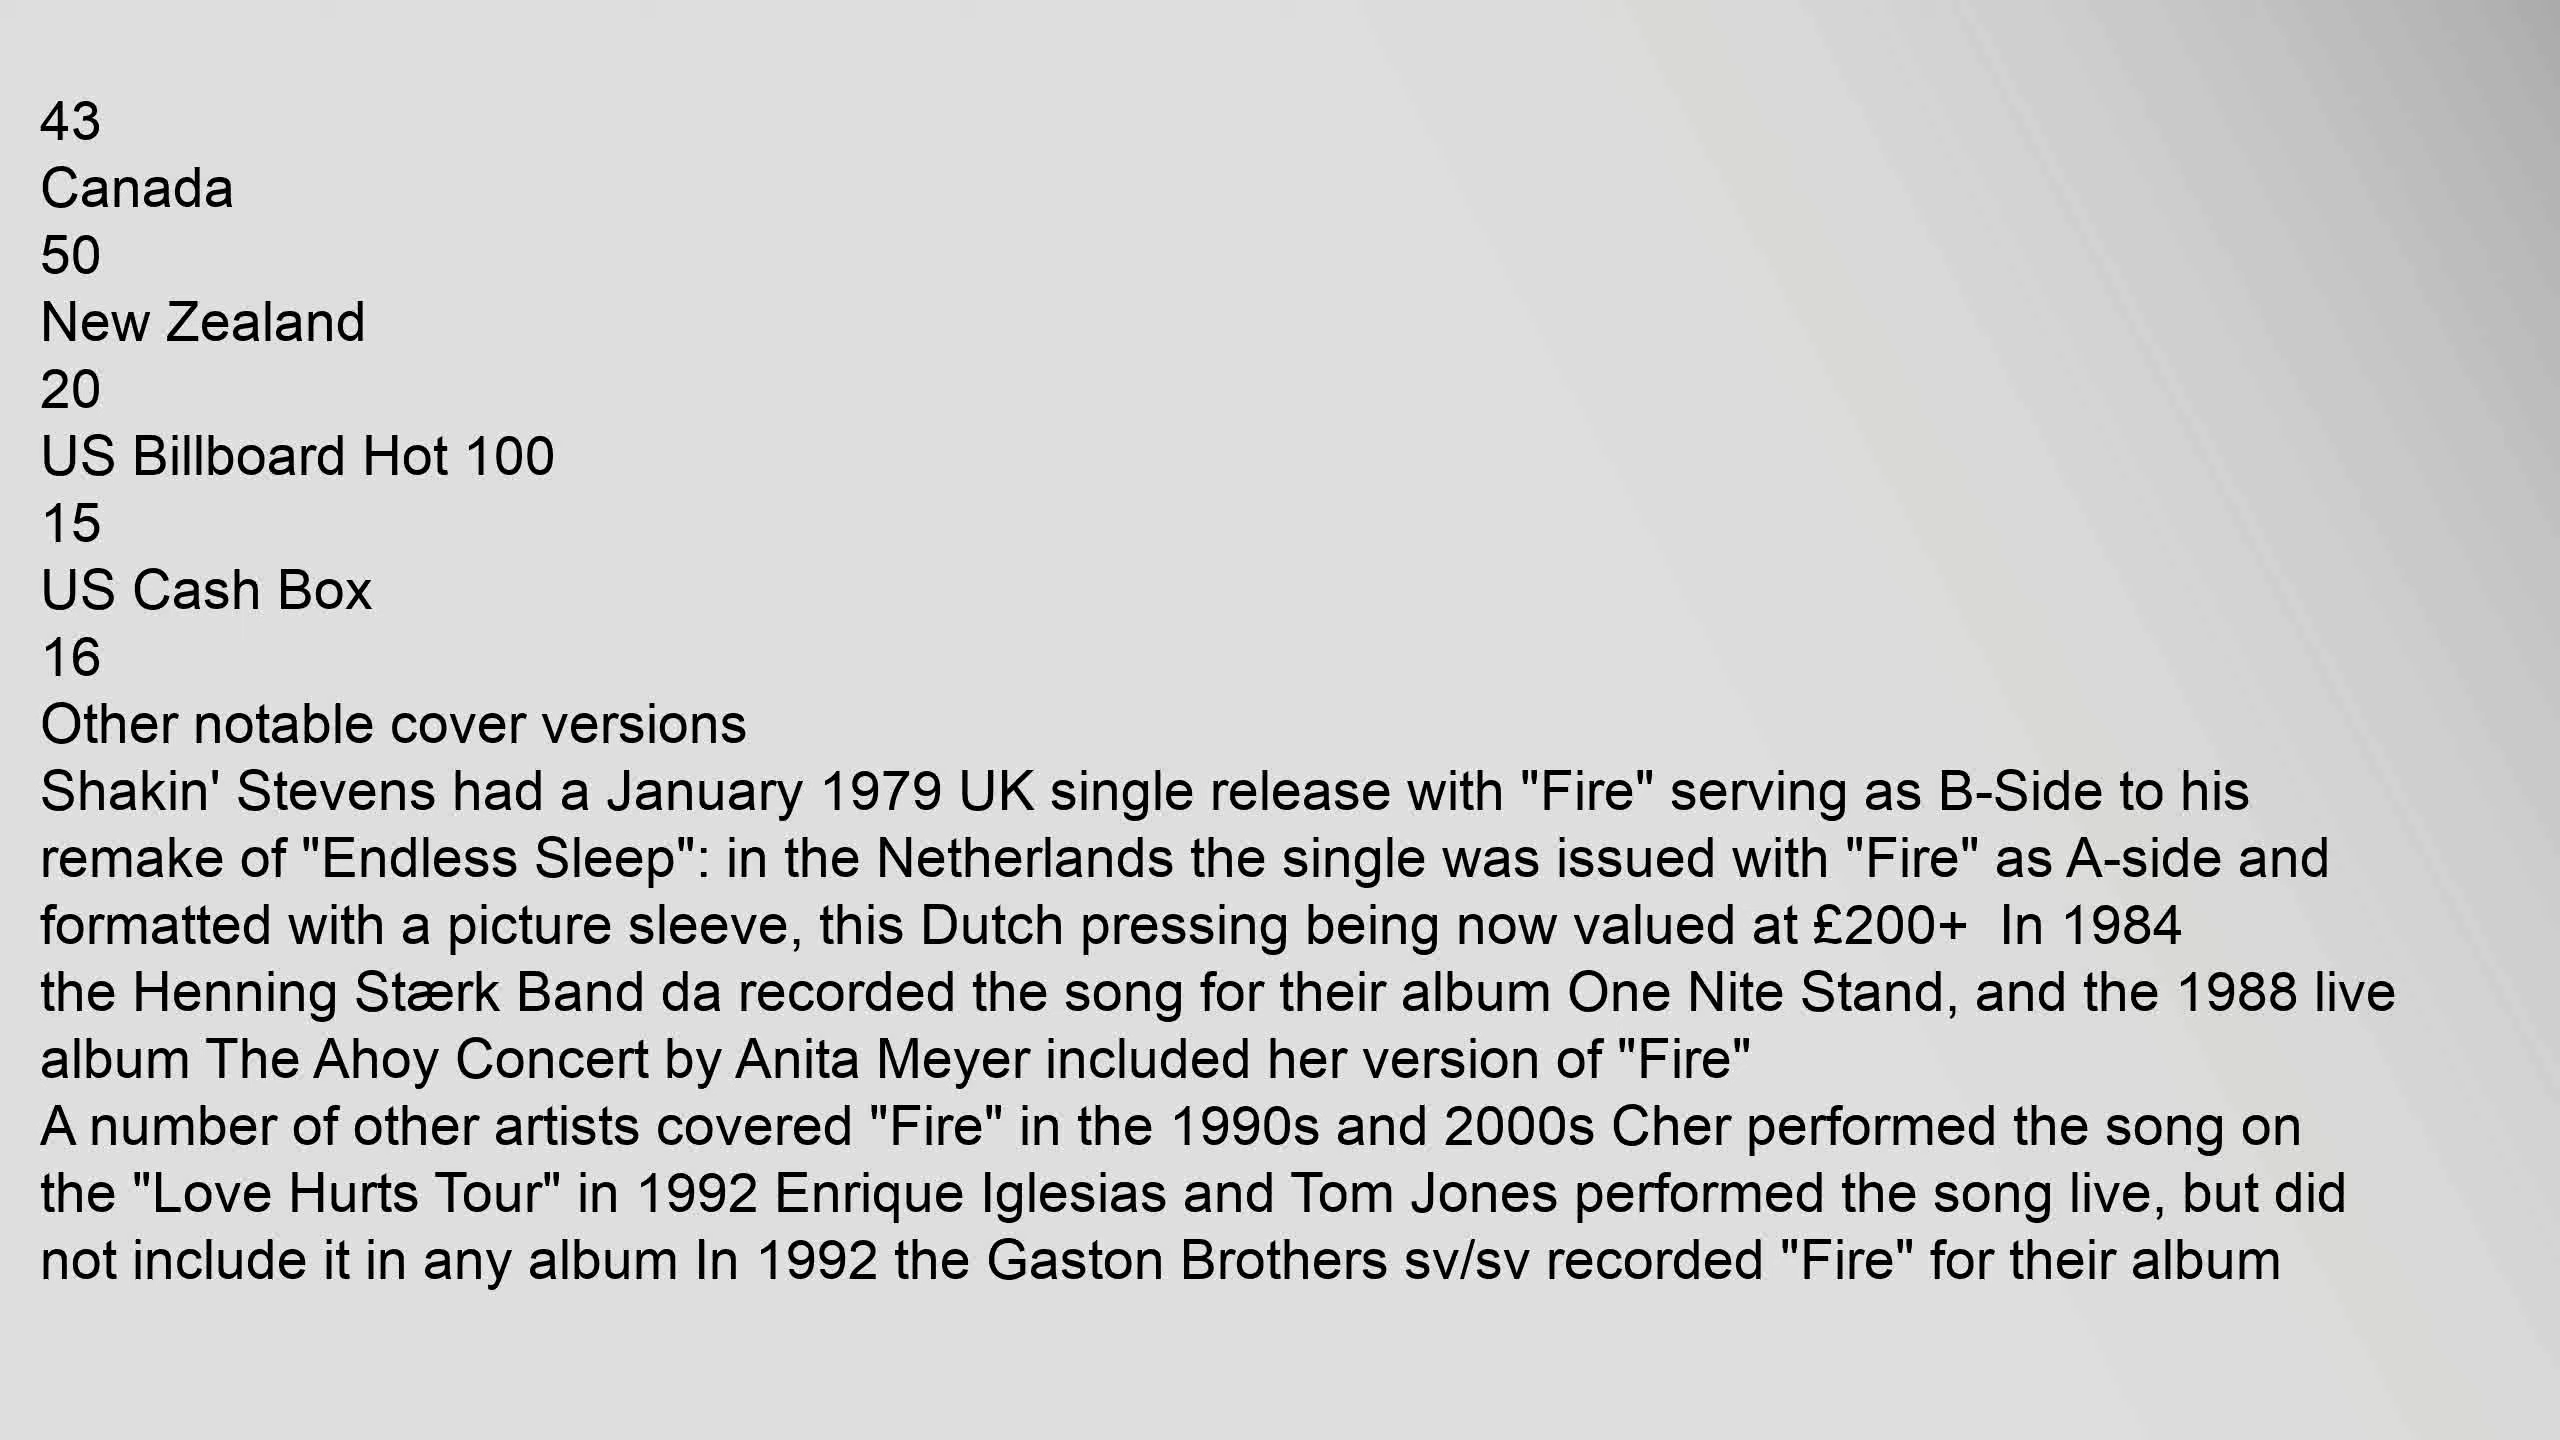 43
Canada
50
New Zealand
20
US Billboard Hot 100
15
US Cash Box
16
Other notable cover versions
Shakin' Stevens had a January 1979 UK single release with "Fire" serving as B-Side to his
remake of "Endless Sleep": in the Netherlands the single was issued with "Fire" as A-side and
formatted with a picture sleeve, this Dutch pressing being now valued at £200+  In 1984
the Henning Stærk Band da recorded the song for their album One Nite Stand, and the 1988 live
album The Ahoy Concert by Anita Meyer included her version of "Fire"
A number of other artists covered "Fire" in the 1990s and 2000s Cher performed the song on
the "Love Hurts Tour" in 1992 Enrique Iglesias and Tom Jones performed the song live, but did
not include it in any album In 1992 the Gaston Brothers sv/sv recorded "Fire" for their album